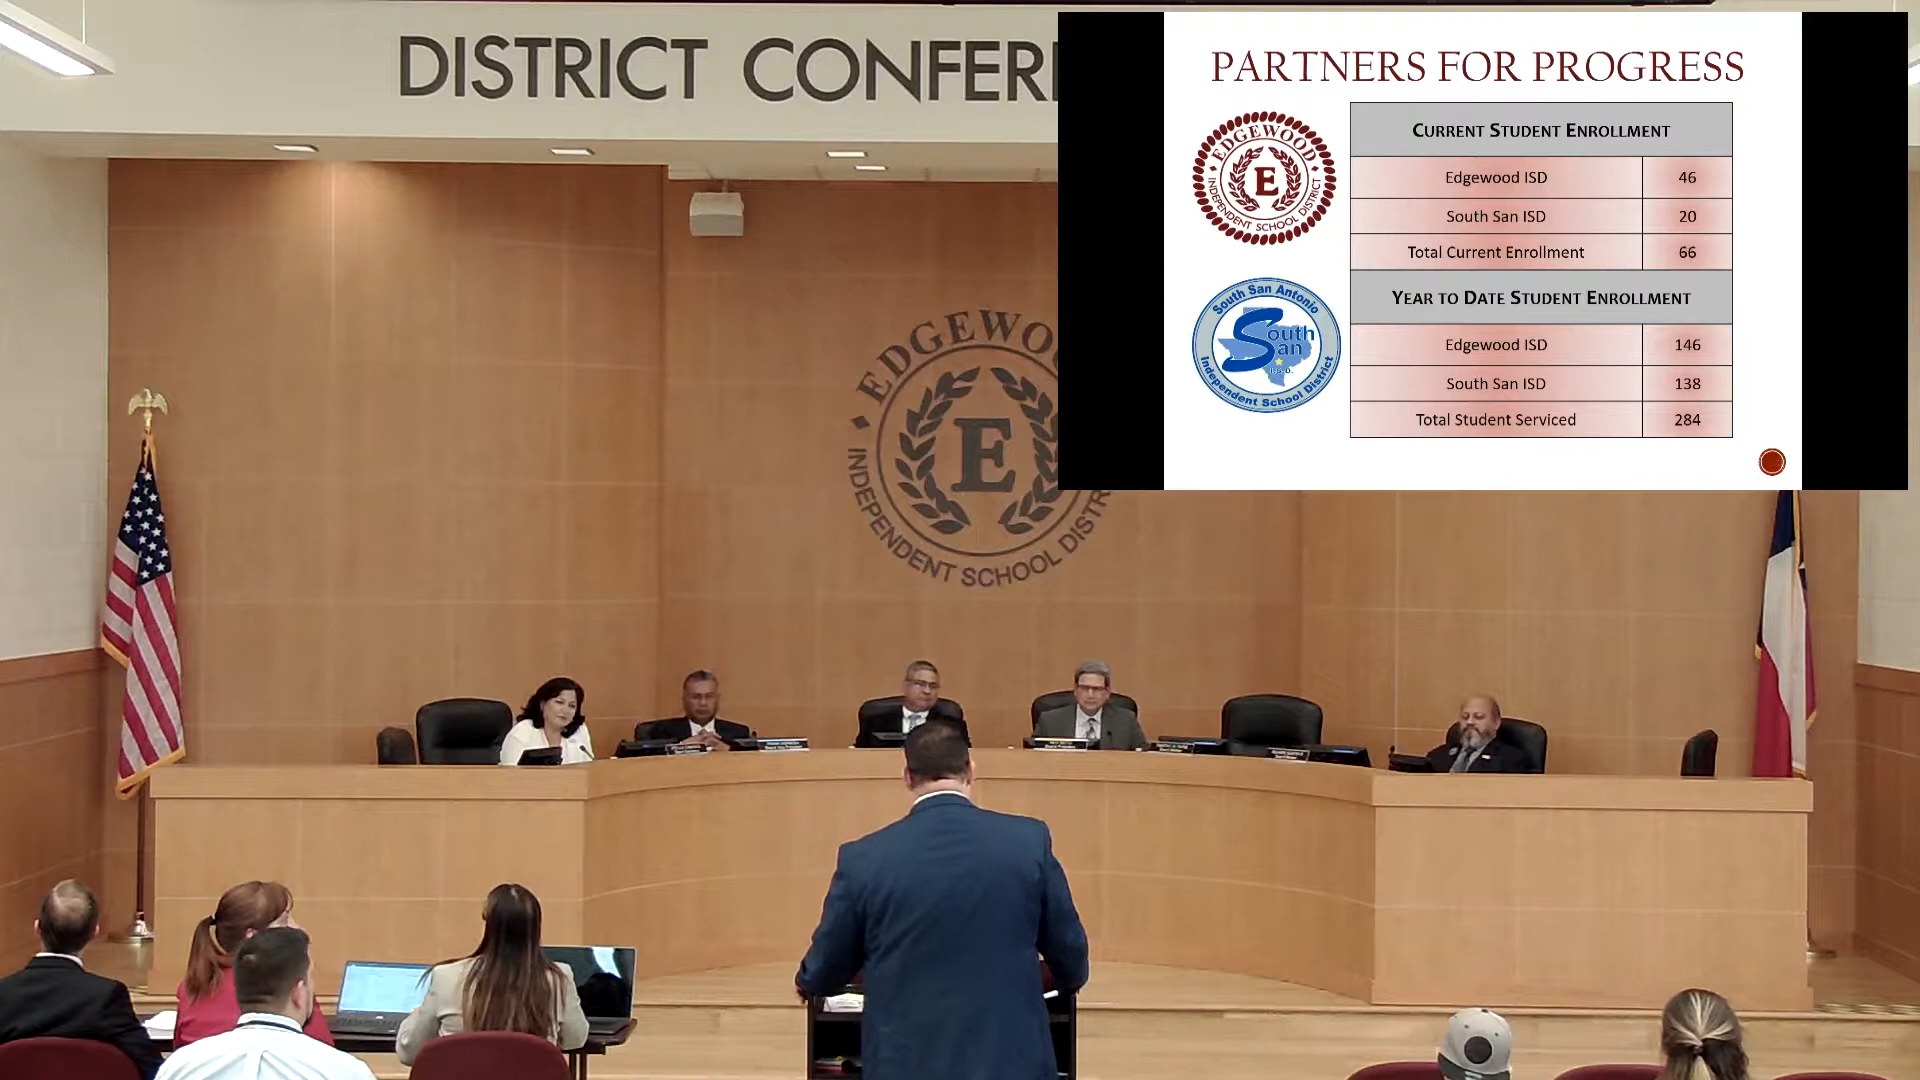 DISTRICT CONFER
EDGEWO
E
INDEPENDENT SCHOOL DISTR
PARTNERS FOR PROGRESS
EDGEWOOD
E
INDEPENDENT SCHOOL DISTRICT
CURRENT STUDENT ENROLLMENT
Edgewood ISD 46
South San ISD 20
Total Current Enrollment 66
South San Antonio
South
San
I.S.D.
Independent School District
YEAR TO DATE STUDENT ENROLLMENT
Edgewood ISD 146
South San ISD 138
Total Student Serviced 284